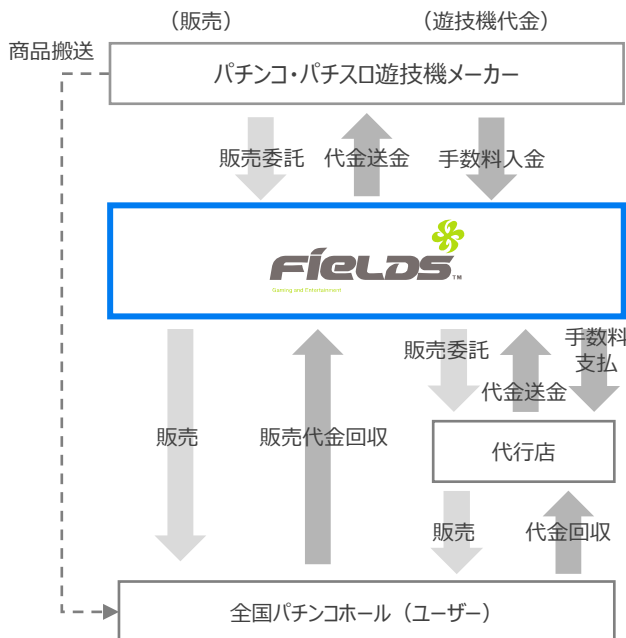 （販売）
（遊技機代金）
商品搬送
パチンコ・パチスロ遊技機メーカー
販売委託
代金送金
手数料入金
FIELDS™
Gaming and Entertainment
販売委託
手数料
支払
代金送金
販売
販売代金回収
代行店
販売
代金回収
全国パチンコホール（ユーザー）